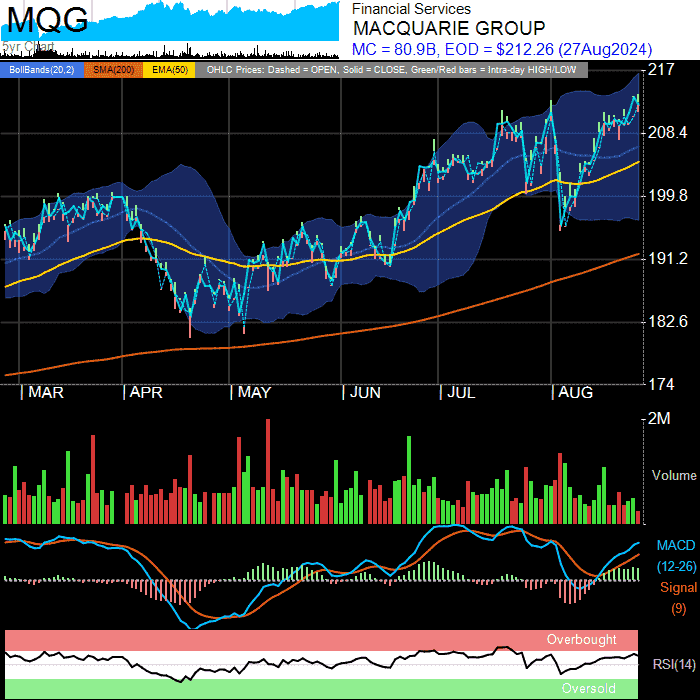 MQG
5yr Chart
Financial Services
MACQUARIE GROUP
MC = 80.9B, EOD = $212.26 (27Aug2024)
BollBands(20,2) SMA(200) EMA(50) OHLC Prices: Dashed = OPEN, Solid = CLOSE, Green/Red bars = Intra-day HIGH/LOW
217
208.4
199.8
191.2
182.6
174
MAR APR MAY JUN JUL AUG
2M
Volume
MACD
(12-26)
Signal
(9)
Overbought
RSI(14)
Oversold